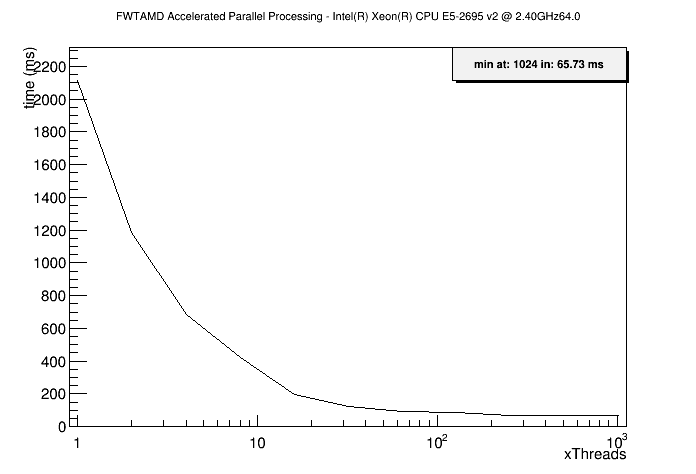 FWTAMD Accelerated Parallel Processing - Intel(R) Xeon(R) CPU E5-2695 v2 @ 2.40GHz64.0
min at: 1024 in: 65.73 ms
time (ms)
2200
2000
1800
1600
1400
1200
1000
800
600
400
200
0
1 10 10² 10³
xThreads